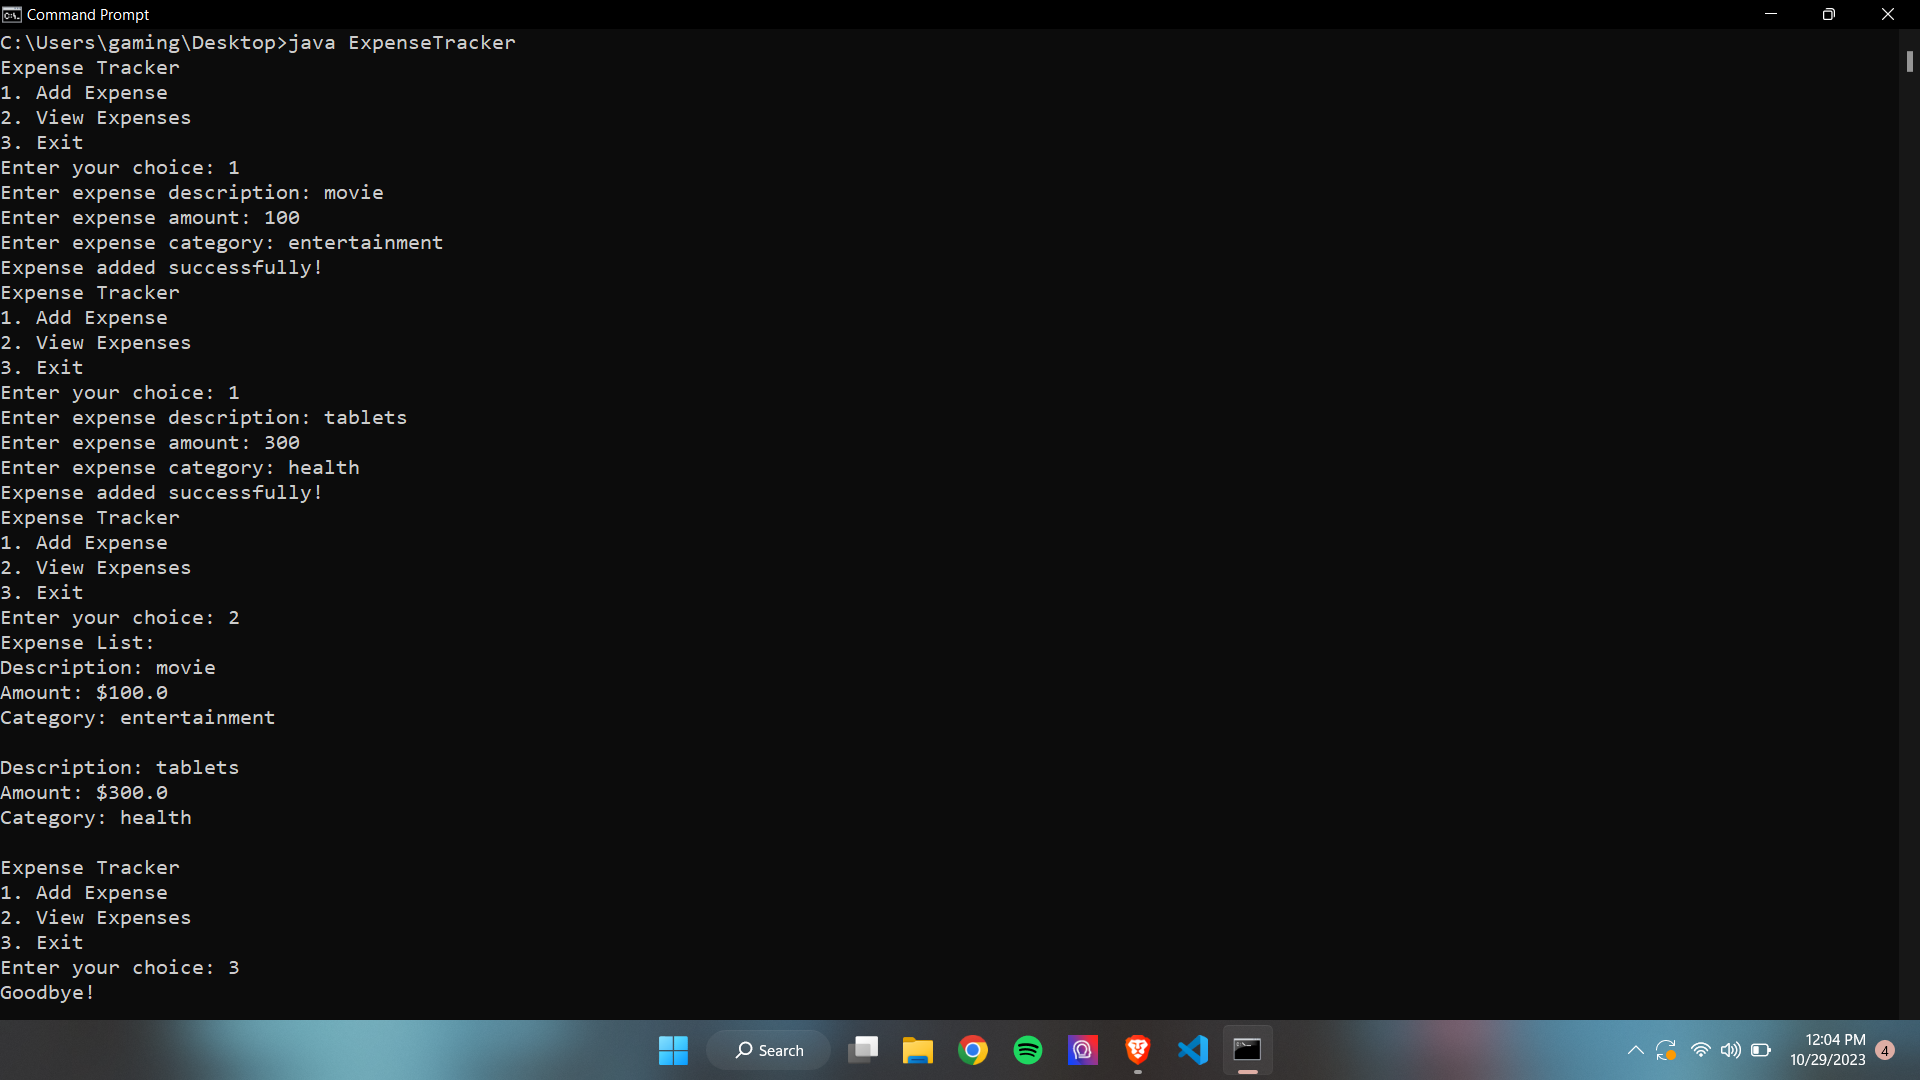 Command Prompt
C:\Users\gaming\Desktop>java ExpenseTracker
Expense Tracker
1. Add Expense
2. View Expenses
3. Exit
Enter your choice: 1
Enter expense description: movie
Enter expense amount: 100
Enter expense category: entertainment
Expense added successfully!
Expense Tracker
1. Add Expense
2. View Expenses
3. Exit
Enter your choice: 1
Enter expense description: tablets
Enter expense amount: 300
Enter expense category: health
Expense added successfully!
Expense Tracker
1. Add Expense
2. View Expenses
3. Exit
Enter your choice: 2
Expense List:
Description: movie
Amount: $100.0
Category: entertainment
Description: tablets
Amount: $300.0
Category: health
Expense Tracker
1. Add Expense
2. View Expenses
3. Exit
Enter your choice: 3
Goodbye!
Search
12:04 PM
10/29/2023
4